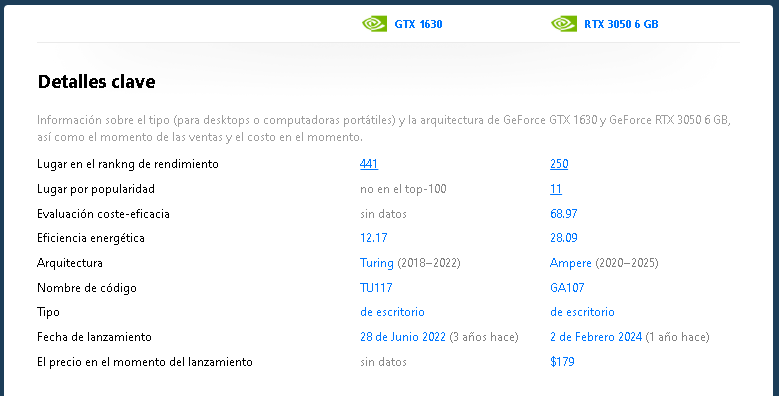 GTX 1630 RTX 3050 6 GB
Detalles clave
Información sobre el tipo (para desktops o computadoras portátiles) y la arquitectura de GeForce GTX 1630 y GeForce RTX 3050 6 GB,
así como el momento de las ventas y el costo en el momento.
Lugar en el rankng de rendimiento 441 250
Lugar por popularidad no en el top-100 11
Evaluación coste-eficacia sin datos 68.97
Eficiencia energética 12.17 28.09
Arquitectura Turing (2018–2022) Ampere (2020–2025)
Nombre de código TU117 GA107
Tipo de escritorio de escritorio
Fecha de lanzamiento 28 de Junio 2022 (3 años hace) 2 de Febrero 2024 (1 año hace)
El precio en el momento del lanzamiento sin datos $179